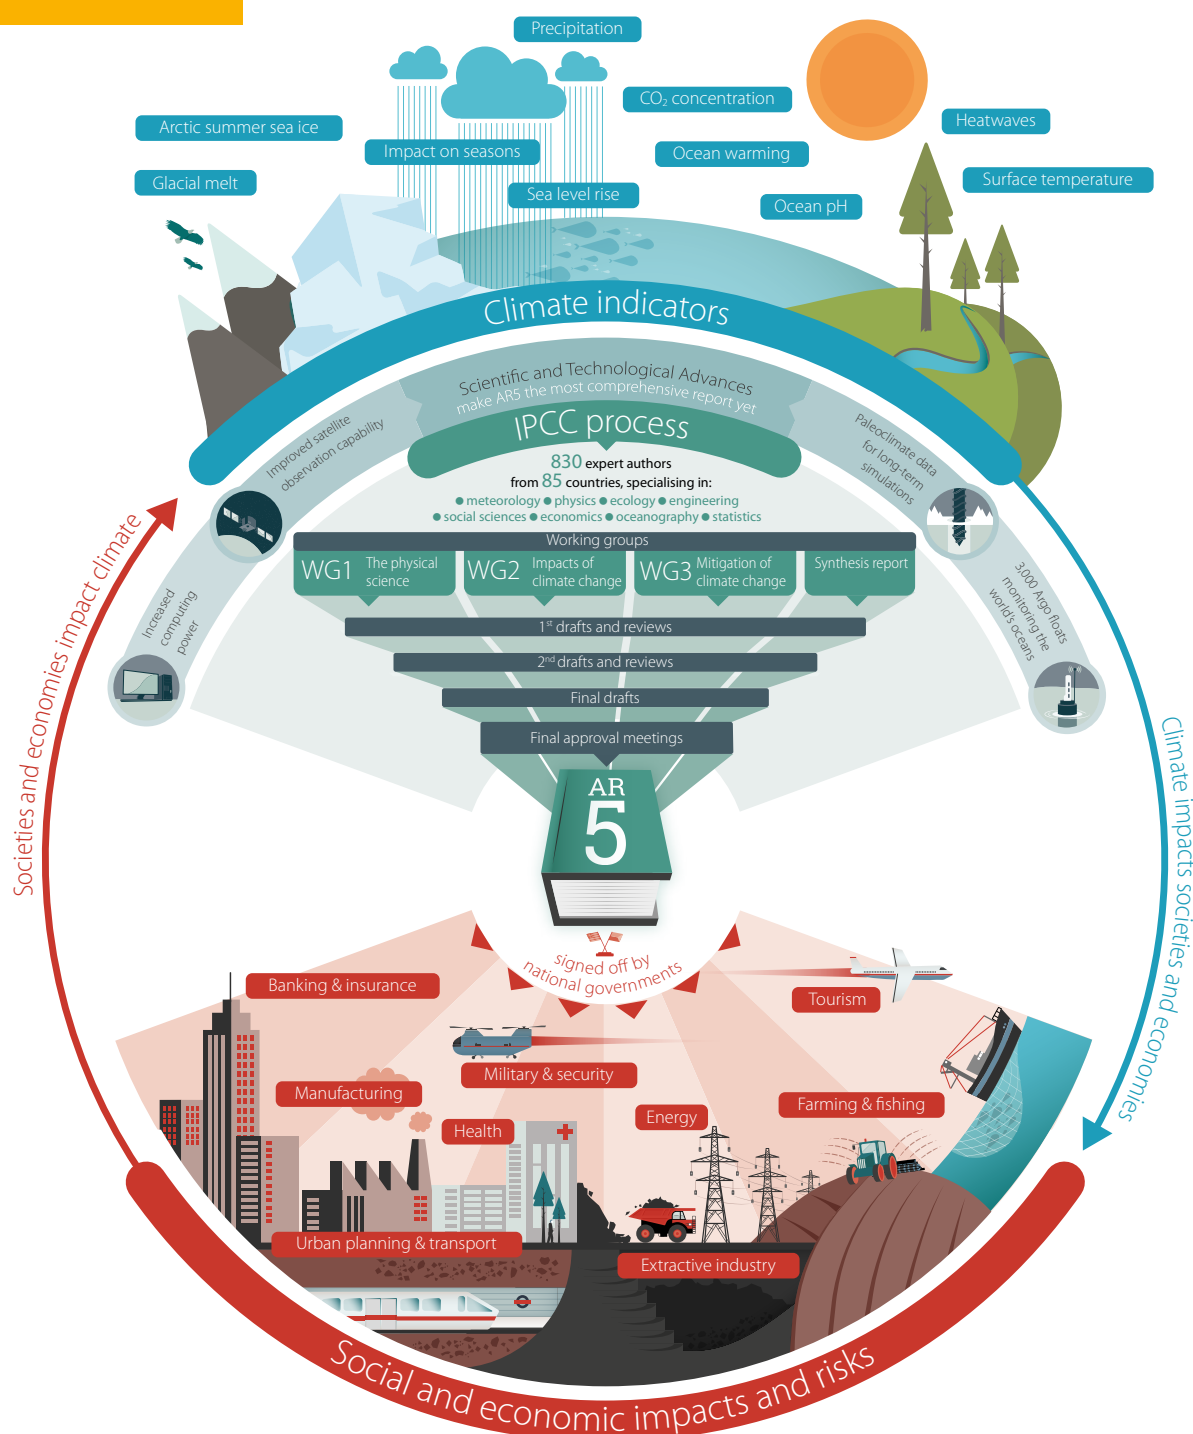 Precipitation
CO₂ concentration
Heatwaves
Arctic summer sea ice
Impact on seasons
Ocean warming
Surface temperature
Glacial melt
Sea level rise
Ocean pH
Climate indicators
Scientific and Technological Advances
make AR5 the most comprehensive report yet
Improved satellite
observation capability
Paleoclimate data
for long-term
simulations
Increased
computing
power
3,000 Argo floats
monitoring the
world's oceans
IPCC process
830 expert authors
from 85 countries, specialising in:
● meteorology ● physics ● ecology ● engineering
● social sciences ● economics ● oceanography ● statistics
Working groups
WG1 The physical
science
WG2 Impacts of
climate change
WG3 Mitigation of
climate change
Synthesis report
1st drafts and reviews
2nd drafts and reviews
Final drafts
Final approval meetings
AR
5
signed off by
national governments
Societies and economies impact climate
Climate impacts societies and economies
Banking & insurance
Tourism
Military & security
Manufacturing
Farming & fishing
Energy
Health
Urban planning & transport
Extractive industry
Social and economic impacts and risks